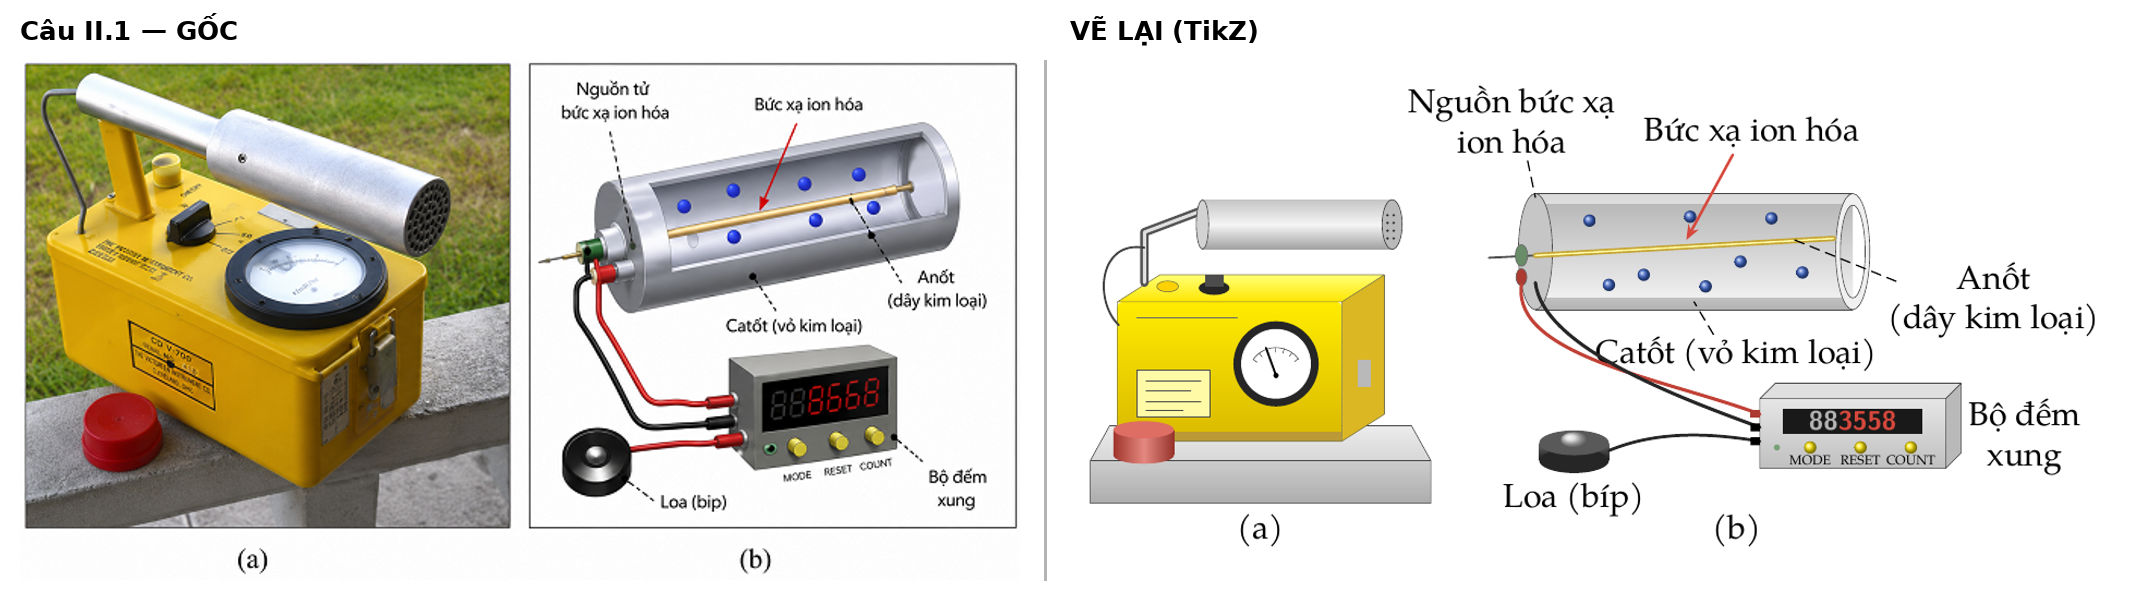 Câu II.1 — GỐC
Nguồn tử
bức xạ ion hóa
Bức xạ ion hóa
Anốt
(dây kim loại)
Catốt (vỏ kim loại)
MODE RESET COUNT
Loa (bip)
Bộ đếm
xung
CD V-700
(a)
(b)
VẼ LẠI (TikZ)
Nguồn bức xạ
ion hóa
Bức xạ ion hóa
Anốt
(dây kim loại)
Catốt (vỏ kim loại)
883558
MODE RESET COUNT
Bộ đếm
xung
Loa (bíp)
(a)
(b)